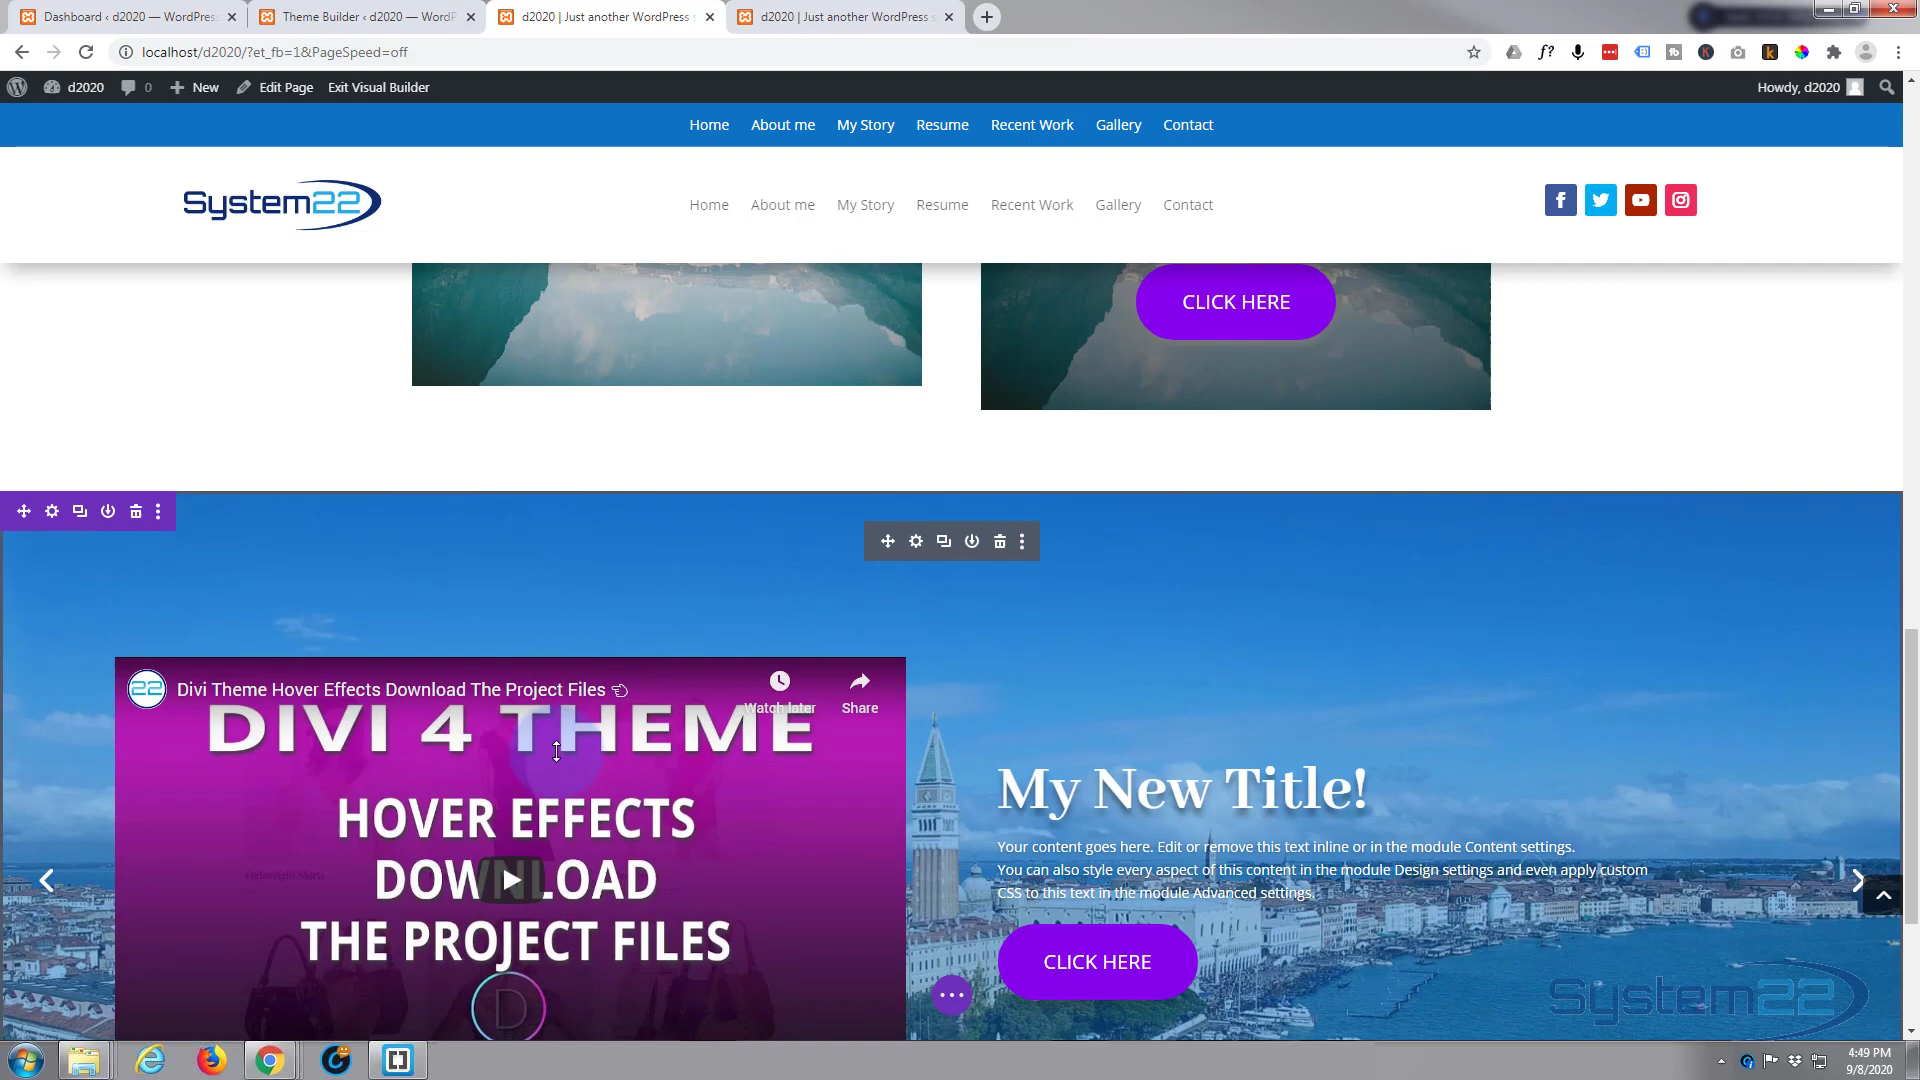 Dashboard ‹ d2020 — WordPress
Theme Builder ‹ d2020 — WordP
d2020 | Just another WordPress s
d2020 | Just another WordPress s
localhost/d2020/?et_fb=1&PageSpeed=off
d2020
0
New
Edit Page
Exit Visual Builder
Howdy, d2020
Home
About me
My Story
Resume
Recent Work
Gallery
Contact
System22
Home
About me
My Story
Resume
Recent Work
Gallery
Contact
CLICK HERE
22
Divi Theme Hover Effects Download The Project Files
Watch later
Share
DIVI 4 THEME
HOVER EFFECTS
DOWNLOAD
THE PROJECT FILES
D
My New Title!
Your content goes here. Edit or remove this text inline or in the module Content settings.
You can also style every aspect of this content in the module Design settings and even apply custom
CSS to this text in the module Advanced settings.
CLICK HERE
System22
4:49 PM
9/8/2020